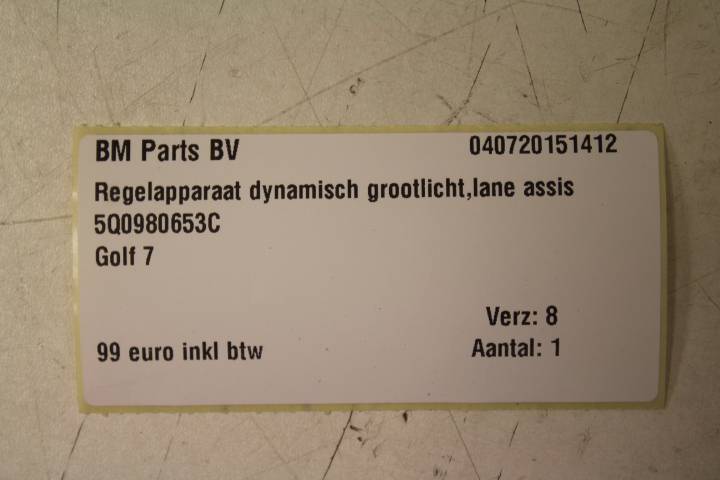 BM Parts BV 040720151412
Regelapparaat dynamisch grootlicht,lane assis
5Q0980653C
Golf 7
Verz: 8
99 euro inkl btw Aantal: 1